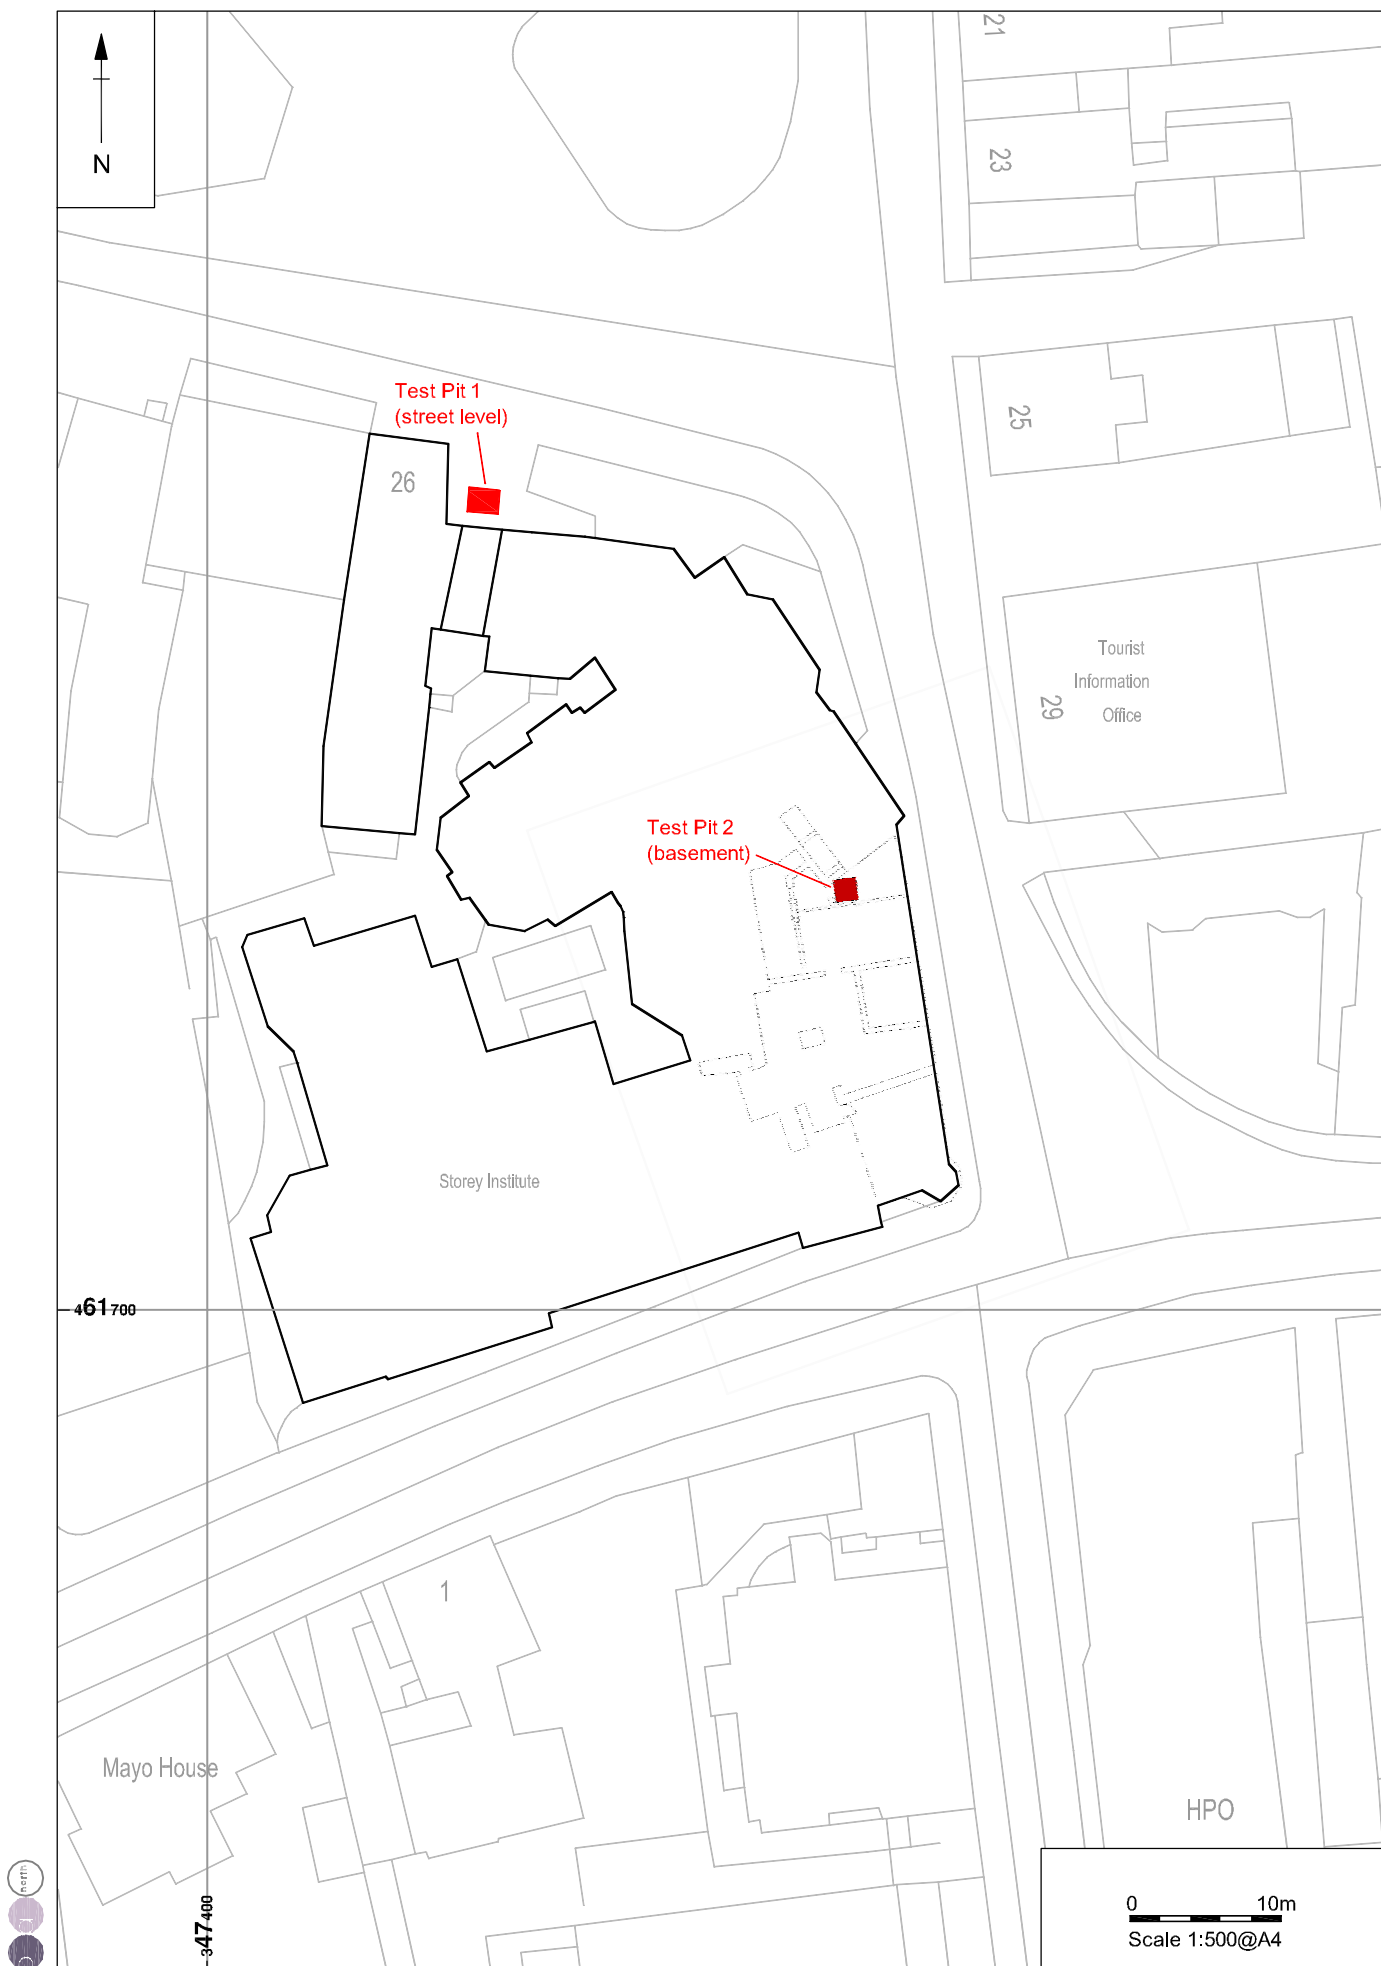 N
21
23
Test Pit 1
(street level)
25
26
Tourist
Information
Office
29
Test Pit 2
(basement)
Storey Institute
461700
1
Mayo House
HPO
north
347400
0 10m
Scale 1:500@A4